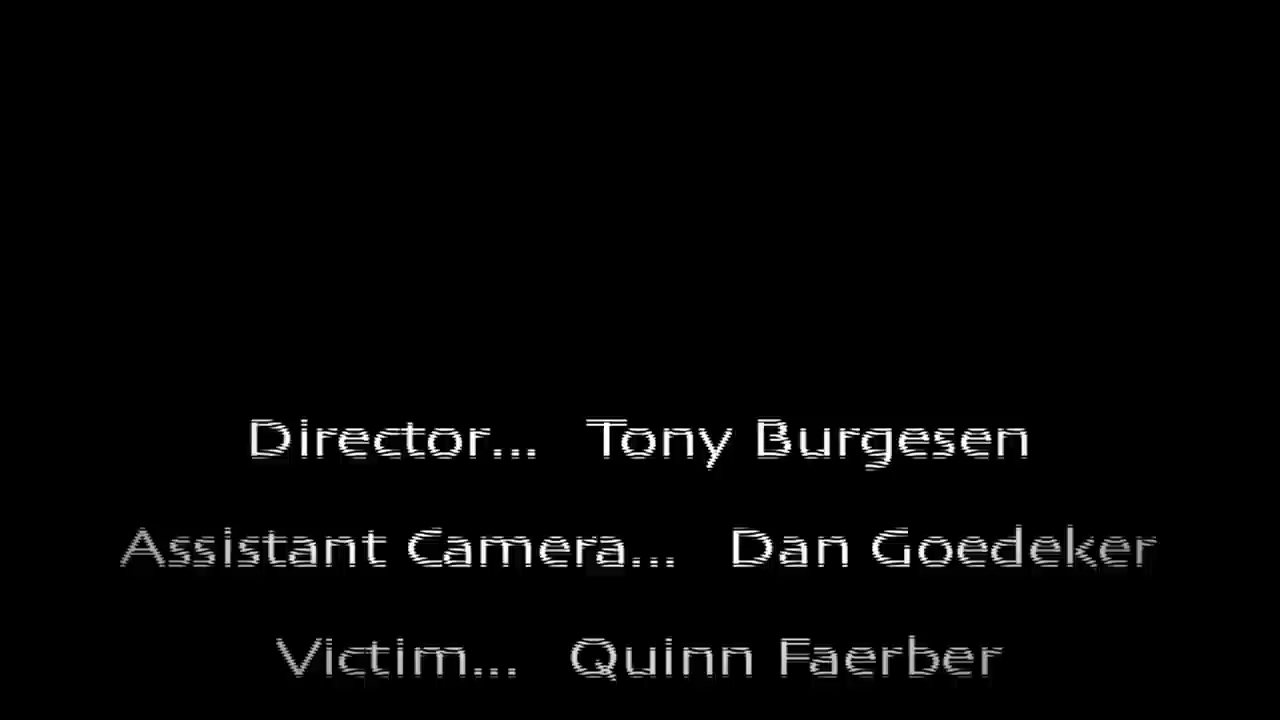 Director... Tony Burgesen
Assistant Camera... Dan Goedeker
Victim... Quinn Faerber